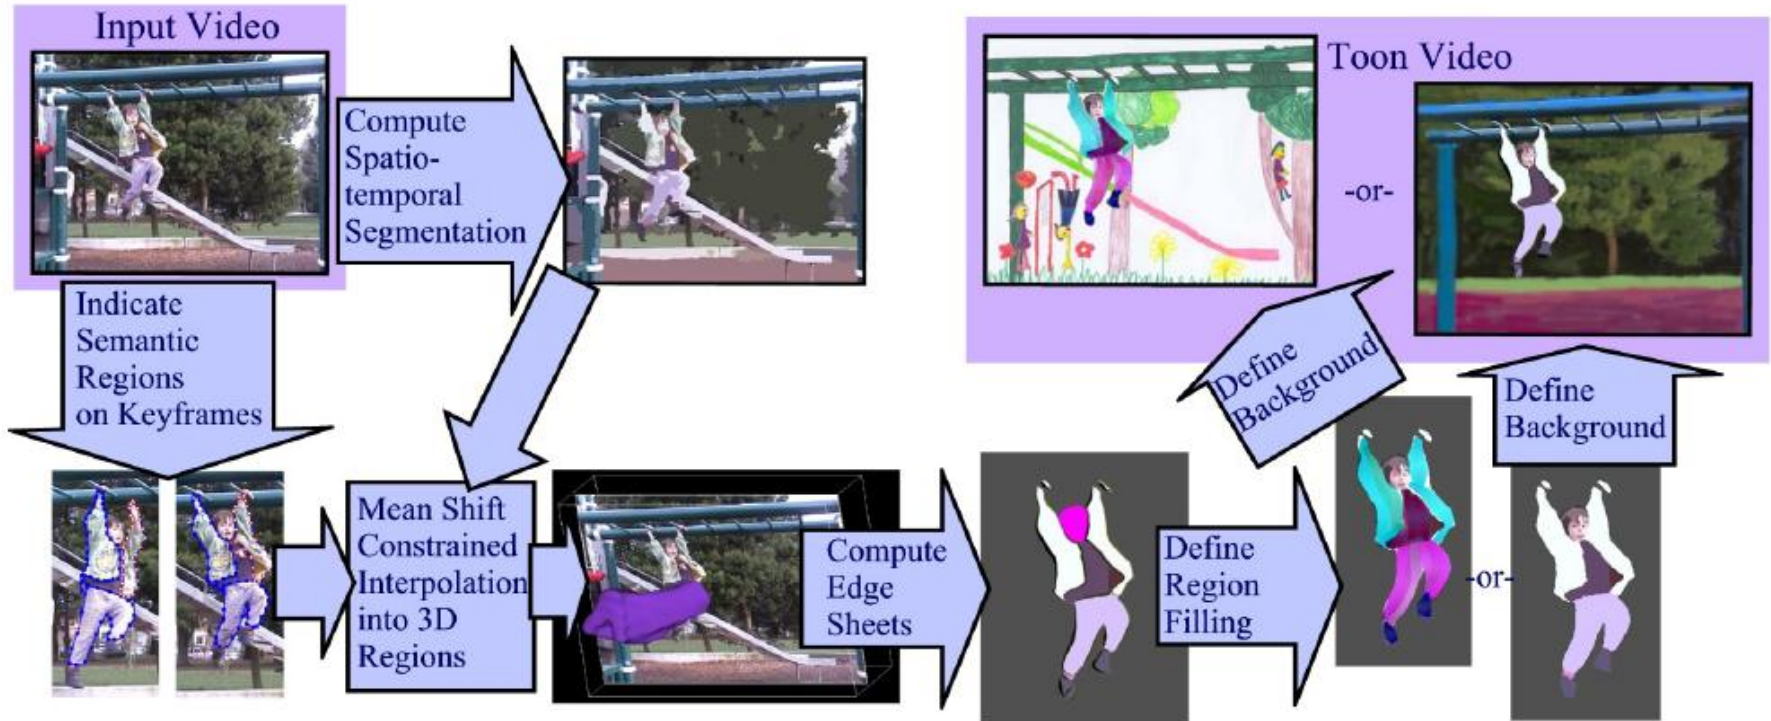 Input Video
Compute
Spatio-
temporal
Segmentation
Indicate
Semantic
Regions
on Keyframes
Mean Shift
Constrained
Interpolation
into 3D
Regions
Compute
Edge
Sheets
Define
Region
Filling
-or-
Define
Background
Define
Background
Toon Video
-or-